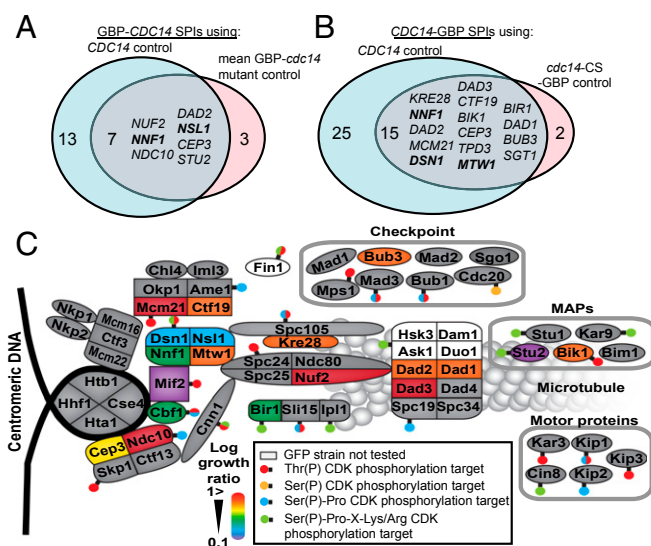 A
GBP-CDC14 SPIs using:
CDC14 control
mean GBP-cdc14
mutant control
13
7
NUF2
NNF1
NDC10
DAD2
NSL1
CEP3
STU2
3
B
CDC14-GBP SPIs using:
CDC14 control
cdc14-CS
-GBP control
25
15
KRE28
NNF1
DAD2
MCM21
DSN1
DAD3
CTF19
BIK1
CEP3
TPD3
MTW1
BIR1
DAD1
BUB3
SGT1
2
C
Centromeric DNA
Nkp1
Nkp2
Mcm16
Ctf3
Mcm22
Htb1
Hhf1 Cse4
Hta1
Chl4 Iml3
Okp1 Ame1
Mcm21 Ctf19
Fin1
Dsn1 Nsl1
Nnf1 Mtw1
Mif2
Cbf1
Cep3 Ndc10
Skp1 Ctf13
Cnn1
Spc105
Kre28
Spc24 Ndc80
Spc25 Nuf2
Bir1 Sli15 Ipl1
Hsk3 Dam1
Ask1 Duo1
Dad2 Dad1
Dad3 Dad4
Spc19 Spc34
Checkpoint
Mad1 Bub3 Mad2 Sgo1
Mps1 Mad3 Bub1 Cdc20
MAPs
Stu1 Kar9
Stu2 Bik1 Bim1
Microtubule
Motor proteins
Kar3 Kip1
Kip3
Cin8 Kip2
Log
growth
ratio
1>
0.1
GFP strain not tested
Thr(P) CDK phosphorylation target
Ser(P) CDK phosphorylation target
Ser(P)-Pro CDK phosphorylation target
Ser(P)-Pro-X-Lys/Arg CDK
phosphorylation target